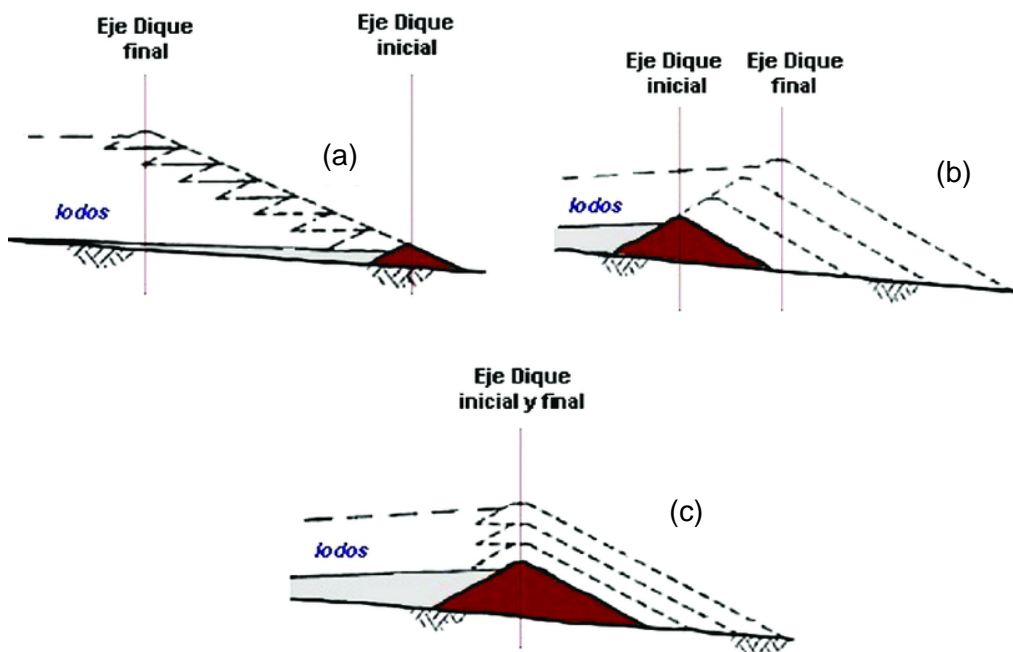 Eje Dique
final
Eje Dique
inicial
(a)
lodos
Eje Dique
inicial
Eje Dique
final
(b)
lodos
Eje Dique
inicial y final
(c)
lodos